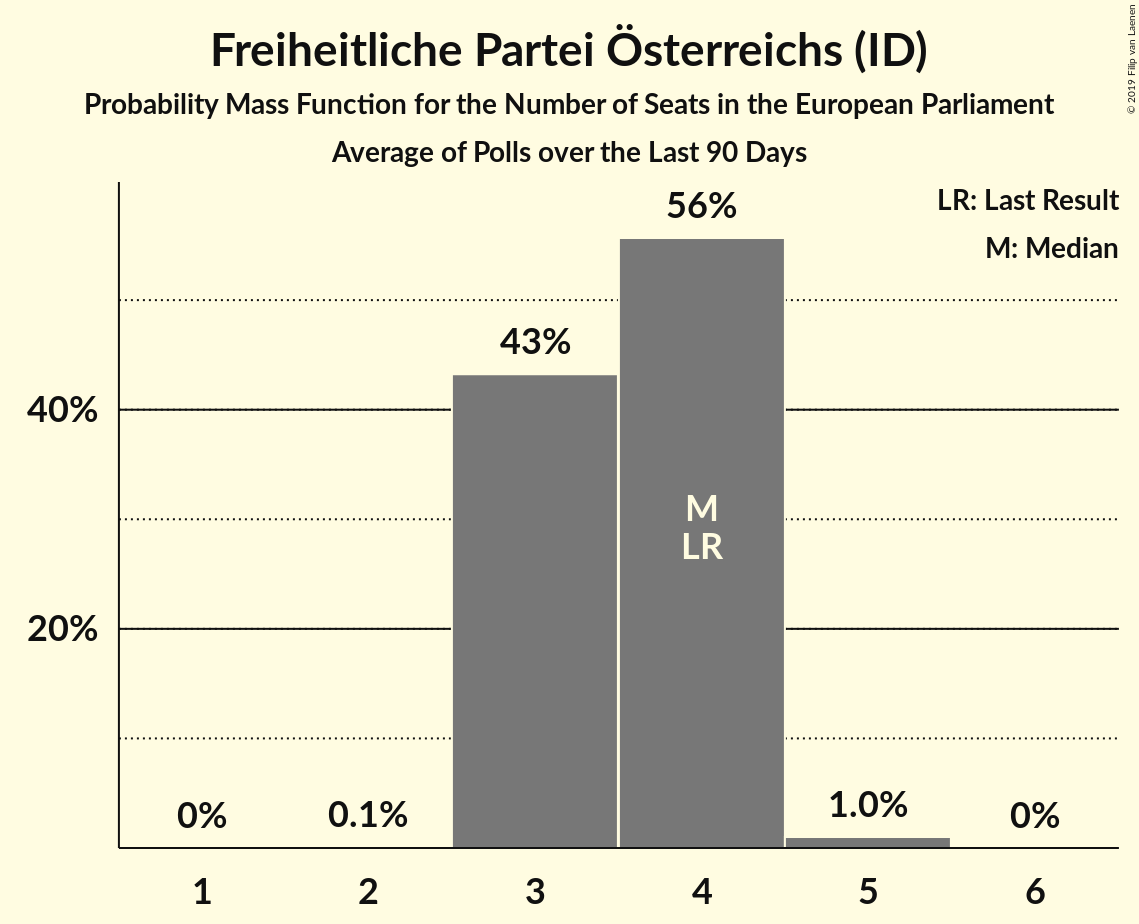 Freiheitliche Partei Österreichs (ID)
Probability Mass Function for the Number of Seats in the European Parliament
Average of Polls over the Last 90 Days
© 2019 Filip van Laenen
LR: Last Result
M: Median
56%
43%
40%
M
LR
20%
0%
0.1%
1.0%
0%
1
2
3
4
5
6